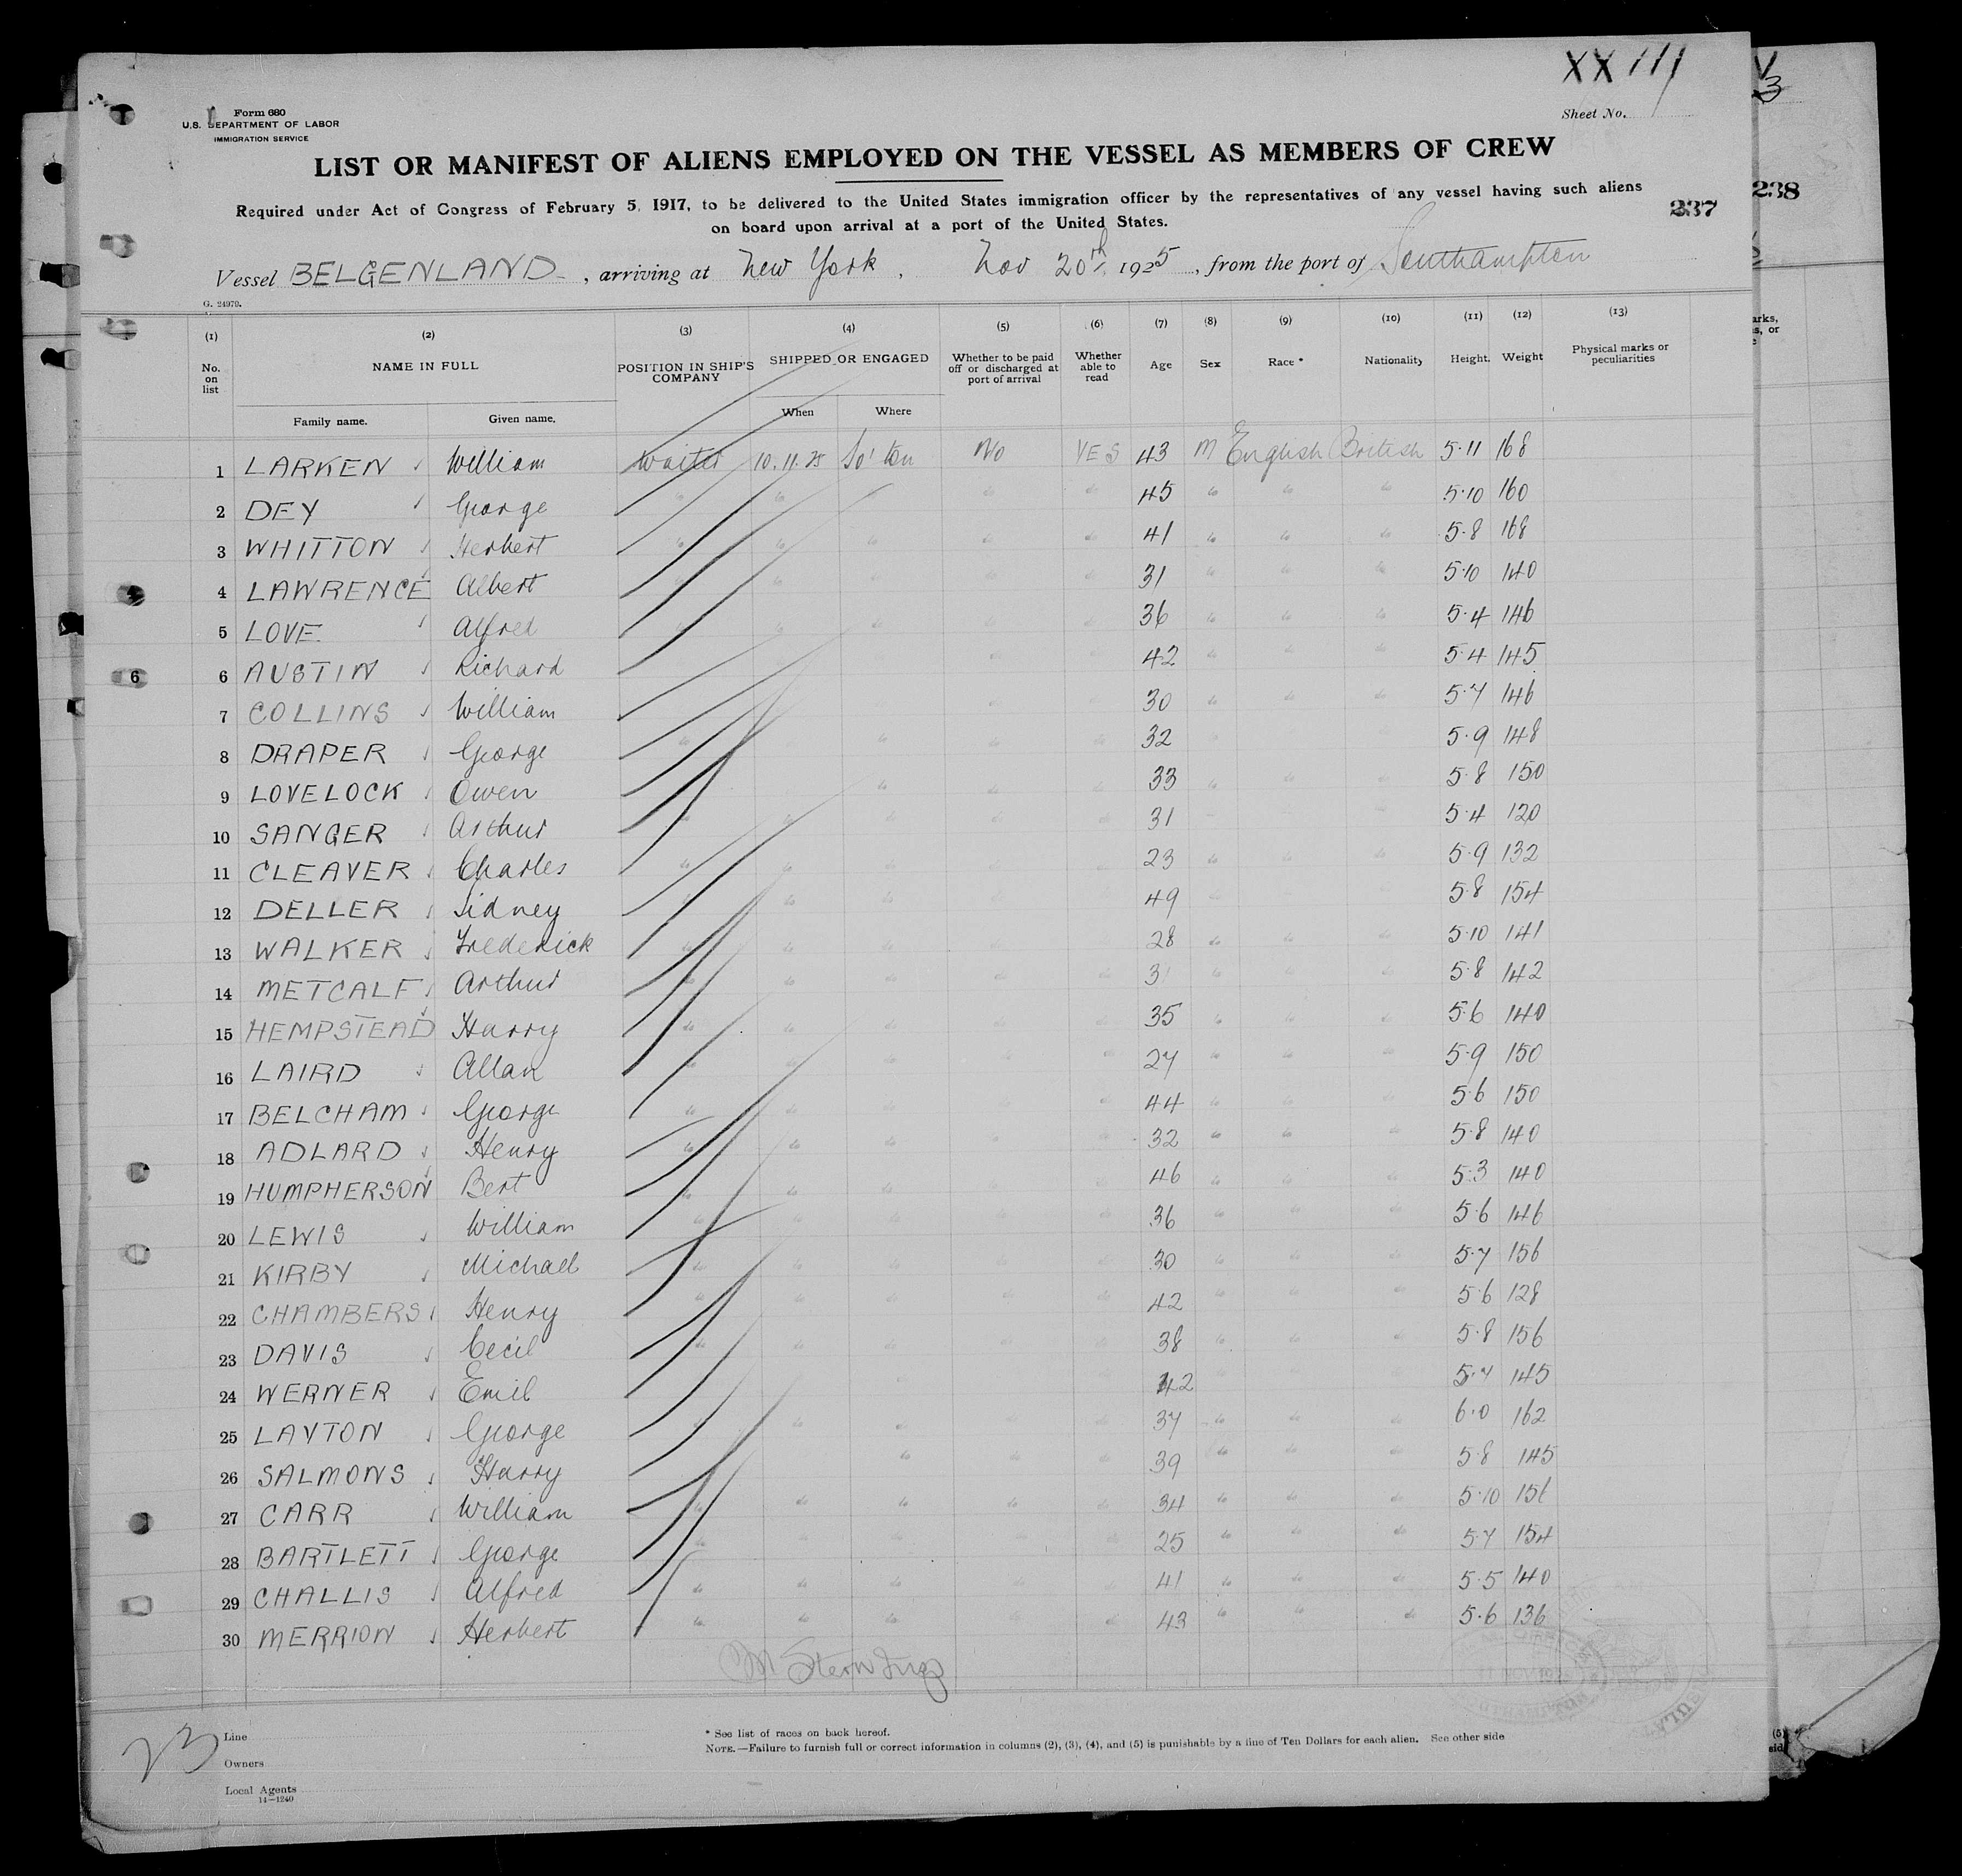 XX111
Form 680
U.S. DEPARTMENT OF LABOR
IMMIGRATION SERVICE
Sheet No.
LIST OR MANIFEST OF ALIENS EMPLOYED ON THE VESSEL AS MEMBERS OF CREW
Required under Act of Congress of February 5, 1917, to be delivered to the United States immigration officer by the representatives of any vessel having such aliens
on board upon arrival at a port of the United States.
237
238
Vessel BELGENLAND, arriving at New York, Nov 20th 1925, from the port of Southampton
G. 24979.
(1) (2) (3) (4) (5) (6) (7) (8) (9) (10) (11) (12) (13)
No. on list NAME IN FULL POSITION IN SHIP'S COMPANY SHIPPED OR ENGAGED Whether to be paid off or discharged at port of arrival Whether able to read Age Sex Race * Nationality Height. Weight Physical marks or peculiarities
Family name. Given name. When Where
1 LARKEN William Waiter 10.11.25 So'ton No YES 43 M English British 5.11 168
2 DEY George 45 5.10 160
3 WHITTON Herbert 41 5.8 168
4 LAWRENCE Albert 31 5.10 140
5 LOVE. Alfred 36 5.4 146
6 AUSTIN Richard 42 5.4 145
7 COLLINS William 30 5.7 146
8 DRAPER George 32 5.9 148
9 LOVELOCK Owen 33 5.8 150
10 SANGER Arthur 31 5.4 120
11 CLEAVER Charles 23 5.9 132
12 DELLER Sidney 49 5.8 154
13 WALKER Frederick 28 5.10 141
14 METCALF Arthur 31 5.8 142
15 HEMPSTEAD Harry 35 5.6 140
16 LAIRD Allan 27 5.9 150
17 BELCHAM George 44 5.6 150
18 ADLARD Henry 32 5.8 140
19 HUMPHERSON Bert 46 5.3 140
20 LEWIS William 36 5.6 146
21 KIRBY Michael 30 5.7 156
22 CHAMBERS Henry 42 5.6 128
23 DAVIS Cecil 38 5.8 156
24 WERNER Emil 42 5.7 145
25 LAYTON George 37 6.0 162
26 SALMONS Harry 39 5.8 145
27 CARR William 34 5.10 156
28 BARTLETT George 25 5.7 154
29 CHALLIS Alfred 41 5.5 140
30 MERRION Herbert 43 5.6 136
23
Line
Owners
Local Agents
14—1240
* See list of races on back hereof.
NOTE.—Failure to furnish full or correct information in columns (2), (3), (4), and (5) is punishable by a fine of Ten Dollars for each alien. See other side